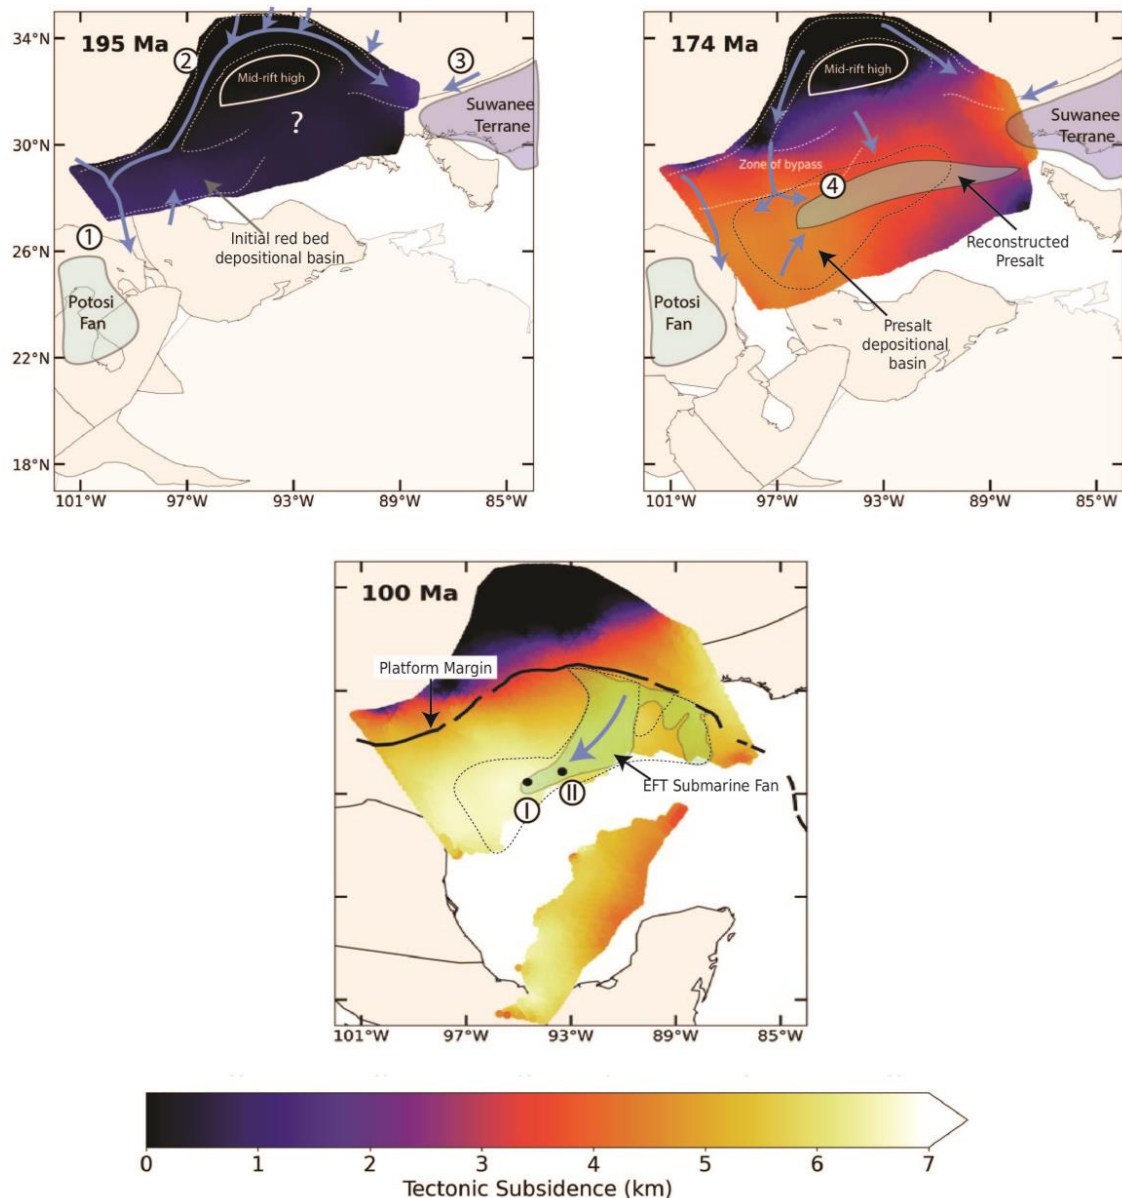 195 Ma
34°N
30°N
26°N
22°N
18°N
101°W
97°W
93°W
89°W
85°W
②
③
Mid-rift high
?
Suwanee
Terrane
①
Initial red bed
depositional basin
Potosi
Fan
174 Ma
Mid-rift high
Suwanee
Terrane
Zone of bypass
④
Reconstructed
Presalt
Potosi
Fan
Presalt
depositional
basin
101°W
97°W
93°W
89°W
85°W
100 Ma
Platform Margin
EFT Submarine Fan
I
II
101°W
97°W
93°W
89°W
85°W
0
1
2
3
4
5
6
7
Tectonic Subsidence (km)